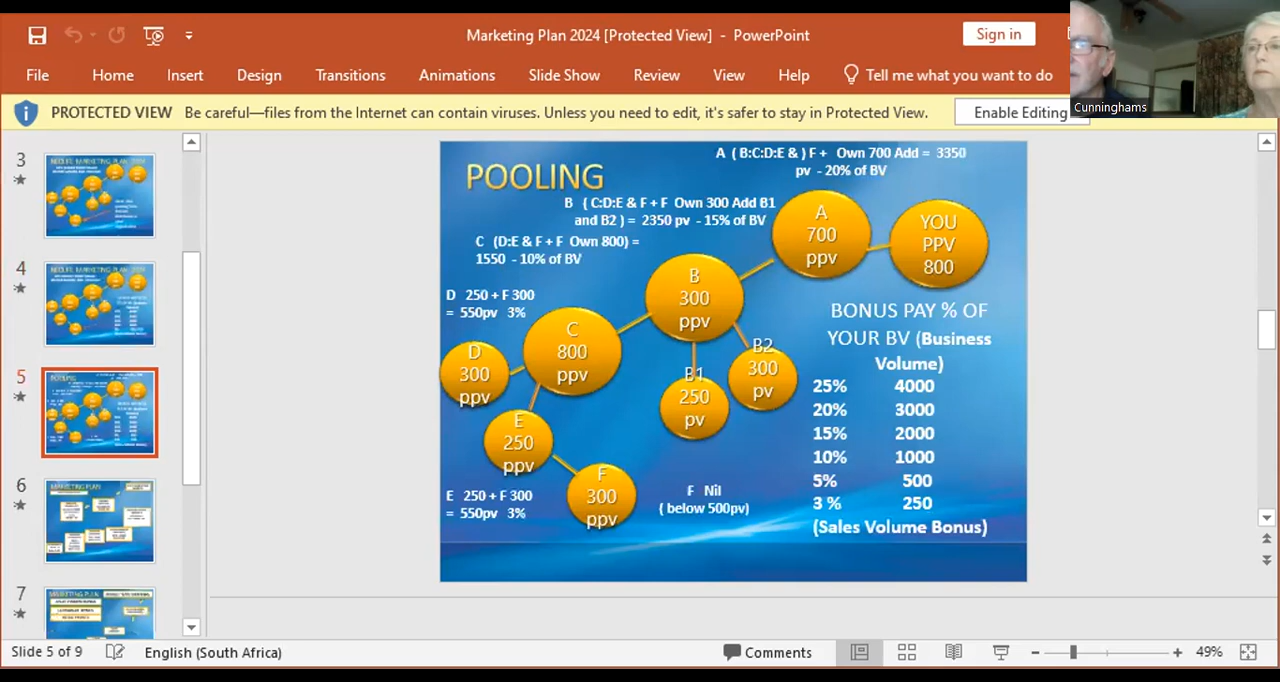 Marketing Plan 2024 [Protected View] - PowerPoint
Sign in
File Home Insert Design Transitions Animations Slide Show Review View Help Tell me what you want to do
PROTECTED VIEW Be careful—files from the Internet can contain viruses. Unless you need to edit, it's safer to stay in Protected View. Enable Editing
Cunninghams
3
4
5
6
7
POOLING
A ( B:C:D:E & ) F + Own 700 Add = 3350
pv - 20% of BV
B ( C:D:E & F + F Own 300 Add B1
and B2 ) = 2350 pv - 15% of BV
C (D:E & F + F Own 800) =
1550 - 10% of BV
A
700
ppv
YOU
PPV
800
B
300
ppv
D 250 + F 300
= 550pv 3%
C
800
ppv
D
300
ppv
B1
250
pv
B2
300
pv
E
250
ppv
F
300
ppv
E 250 + F 300
= 550pv 3%
F Nil
( below 500pv)
BONUS PAY % OF
YOUR BV (Business
Volume)
25% 4000
20% 3000
15% 2000
10% 1000
5% 500
3 % 250
(Sales Volume Bonus)
Slide 5 of 9 English (South Africa) Comments 49%